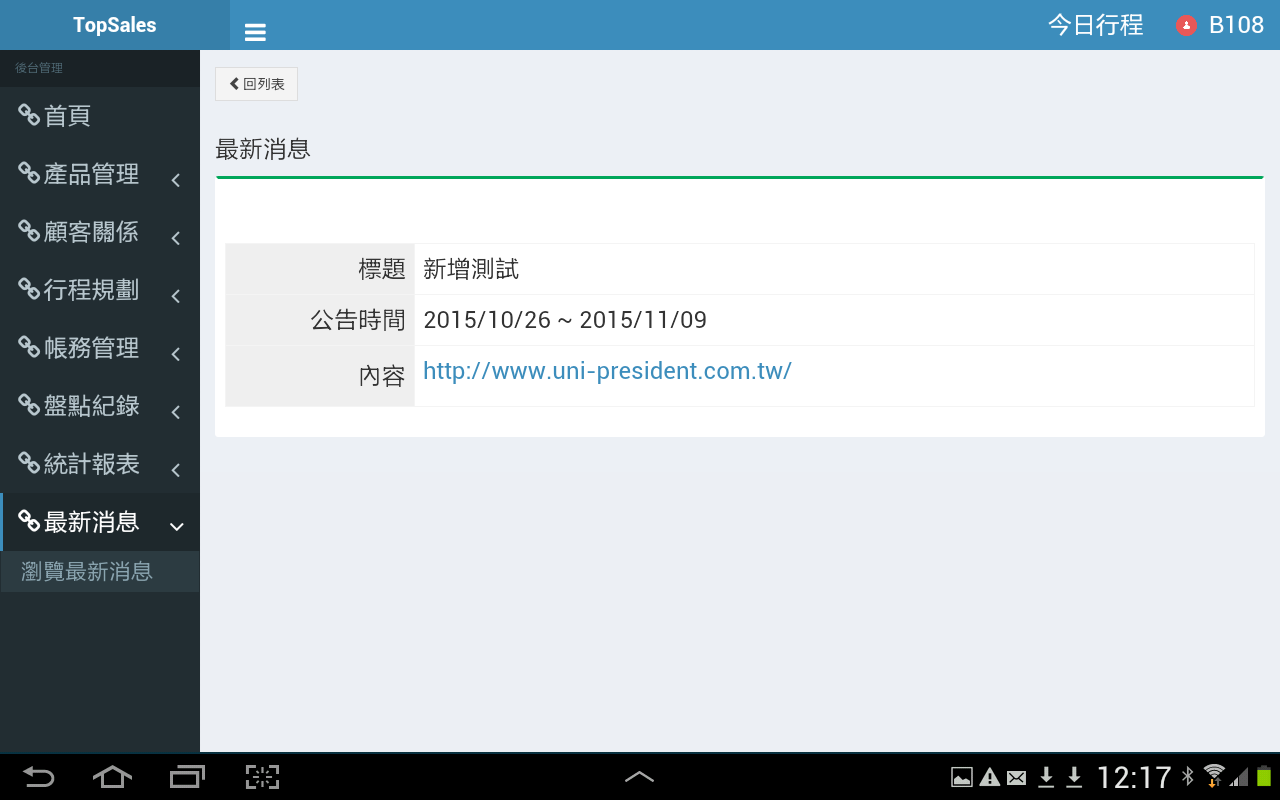 TopSales
今日行程
B108
後台管理
首頁
產品管理
顧客關係
行程規劃
帳務管理
盤點紀錄
統計報表
最新消息
瀏覽最新消息
回列表
最新消息
標題 新增測試
公告時間 2015/10/26 ~ 2015/11/09
內容 http://www.uni-president.com.tw/
12:17